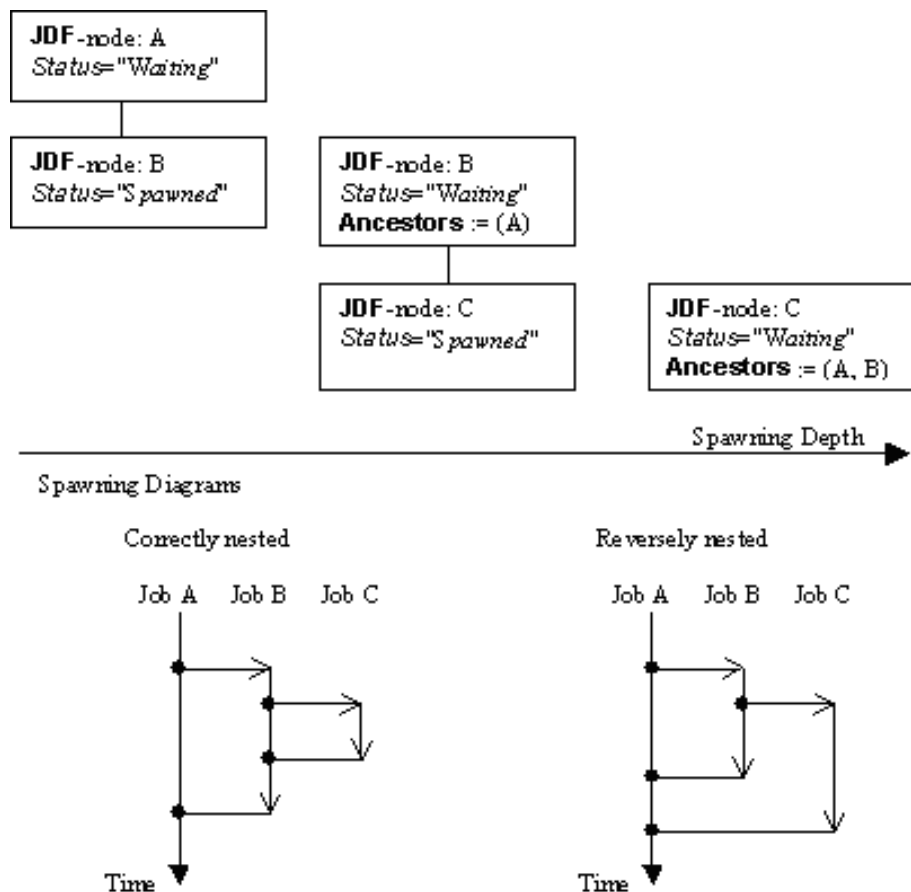 JDF-node: A
Status="Waiting"
JDF-node: B
Status="Spawned"
JDF-node: B
Status="Waiting"
Ancestors := (A)
JDF-node: C
Status="Spawned"
JDF-node: C
Status="Waiting"
Ancestors := (A, B)
Spawning Depth
Spawning Diagrams
Correctly nested
Job A Job B Job C
Time
Reversely nested
Job A Job B Job C
Time